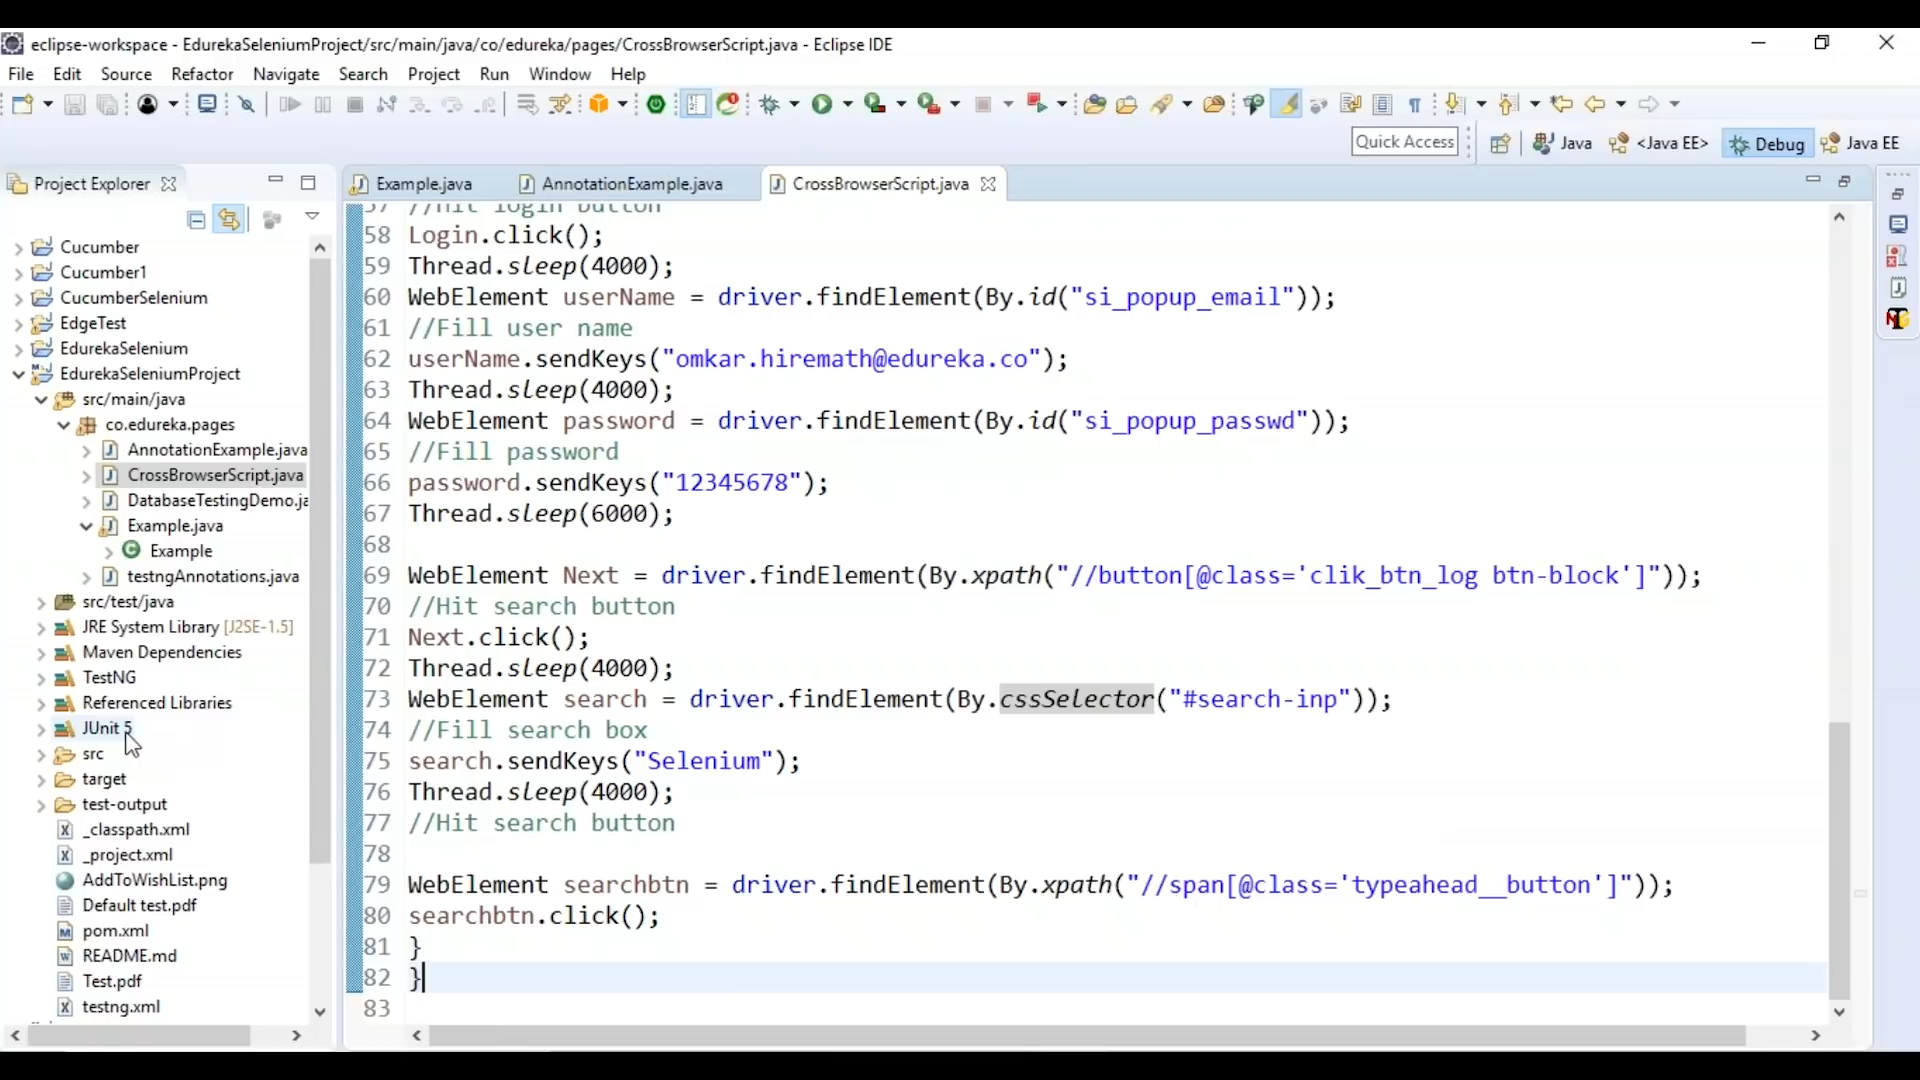 eclipse-workspace - EdurekaSeleniumProject/src/main/java/co/edureka/pages/CrossBrowserScript.java - Eclipse IDE
File Edit Source Refactor Navigate Search Project Run Window Help
Quick Access
Java
<Java EE>
Debug
Java EE
Project Explorer
Example.java
AnnotationExample.java
CrossBrowserScript.java
Cucumber
Cucumber1
CucumberSelenium
EdgeTest
EdurekaSelenium
EdurekaSeleniumProject
src/main/java
co.edureka.pages
AnnotationExample.java
CrossBrowserScript.java
DatabaseTestingDemo.ja
Example.java
Example
testngAnnotations.java
src/test/java
JRE System Library [J2SE-1.5]
Maven Dependencies
TestNG
Referenced Libraries
JUnit 5
src
target
test-output
_classpath.xml
_project.xml
AddToWishList.png
Default test.pdf
pom.xml
README.md
Test.pdf
testng.xml
57 //Hit login button
58 Login.click();
59 Thread.sleep(4000);
60 WebElement userName = driver.findElement(By.id("si_popup_email"));
61 //Fill user name
62 userName.sendKeys("omkar.hiremath@edureka.co");
63 Thread.sleep(4000);
64 WebElement password = driver.findElement(By.id("si_popup_passwd"));
65 //Fill password
66 password.sendKeys("12345678");
67 Thread.sleep(6000);
68
69 WebElement Next = driver.findElement(By.xpath("//button[@class='clik_btn_log btn-block']"));
70 //Hit search button
71 Next.click();
72 Thread.sleep(4000);
73 WebElement search = driver.findElement(By.cssSelector("#search-inp"));
74 //Fill search box
75 search.sendKeys("Selenium");
76 Thread.sleep(4000);
77 //Hit search button
78
79 WebElement searchbtn = driver.findElement(By.xpath("//span[@class='typeahead__button']"));
80 searchbtn.click();
81 }
82 }
83